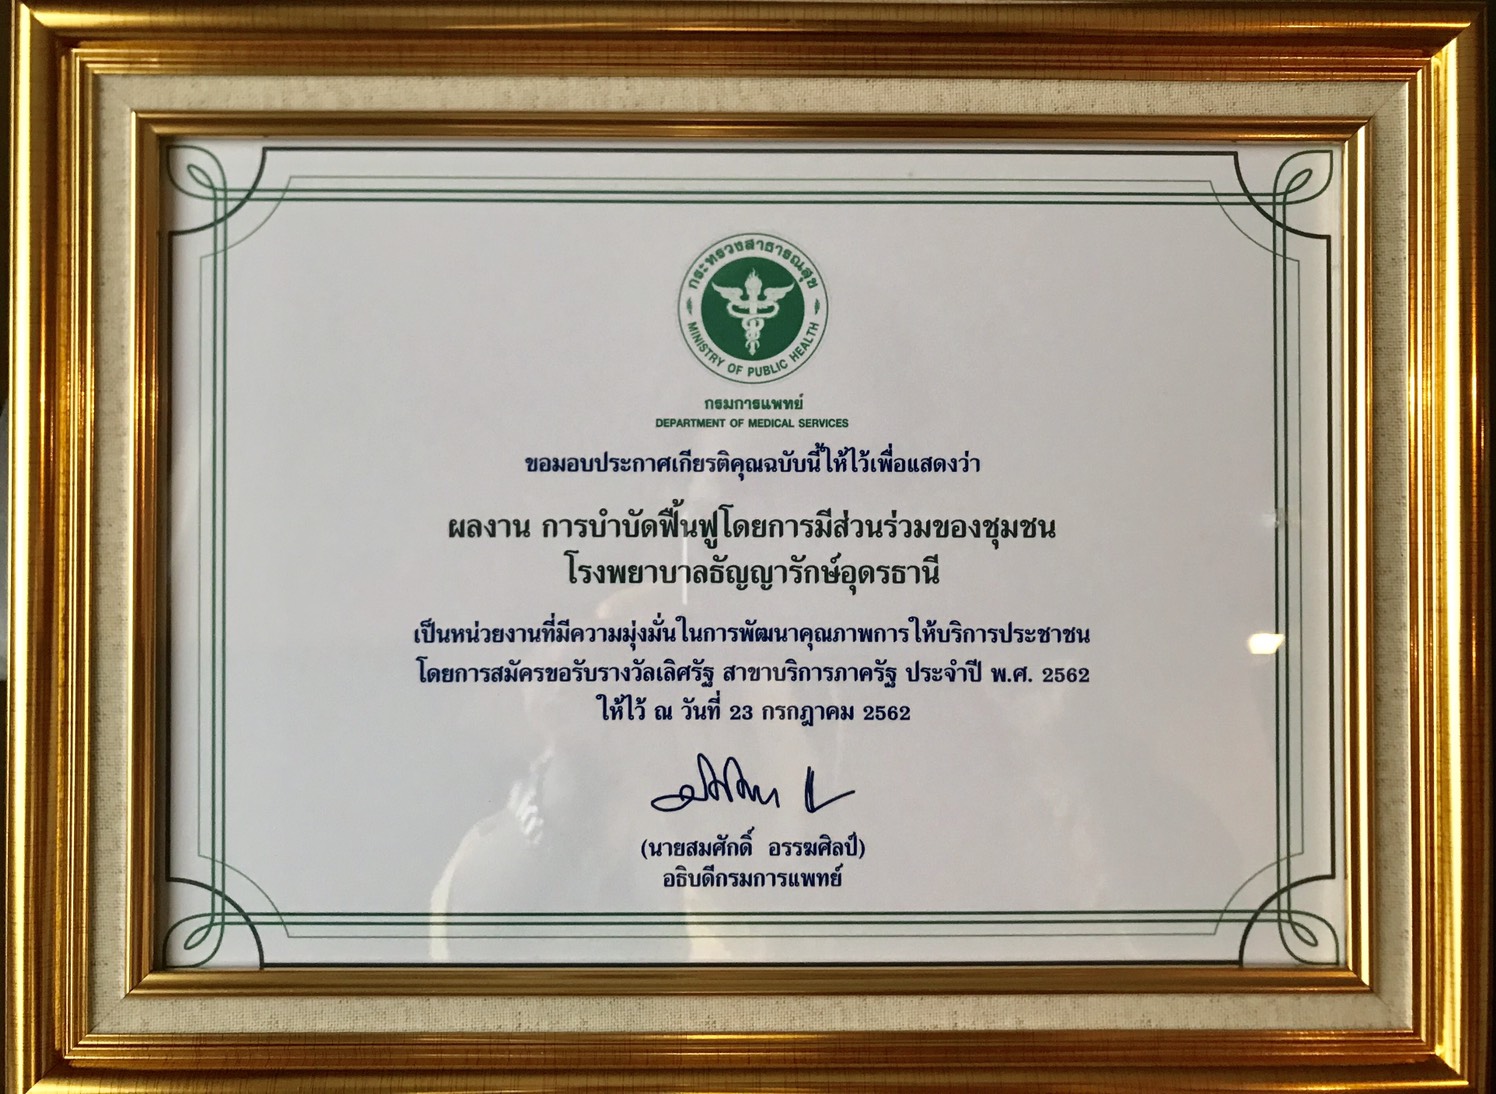 กระทรวงสาธารณสุข
MINISTRY OF PUBLIC HEALTH
กรมการแพทย์
DEPARTMENT OF MEDICAL SERVICES
ขอมอบประกาศเกียรติคุณฉบับนี้ให้ไว้เพื่อแสดงว่า
ผลงาน การบำบัดฟื้นฟูโดยการมีส่วนร่วมของชุมชน
โรงพยาบาลธัญญารักษ์อุดรธานี
เป็นหน่วยงานที่มีความมุ่งมั่นในการพัฒนาคุณภาพการให้บริการประชาชน
โดยการสมัครขอรับรางวัลเลิศรัฐ สาขาบริการภาครัฐ ประจำปี พ.ศ. 2562
ให้ไว้ ณ วันที่ 23 กรกฎาคม 2562
(นายสมศักดิ์ อรรฆศิลป์)
อธิบดีกรมการแพทย์